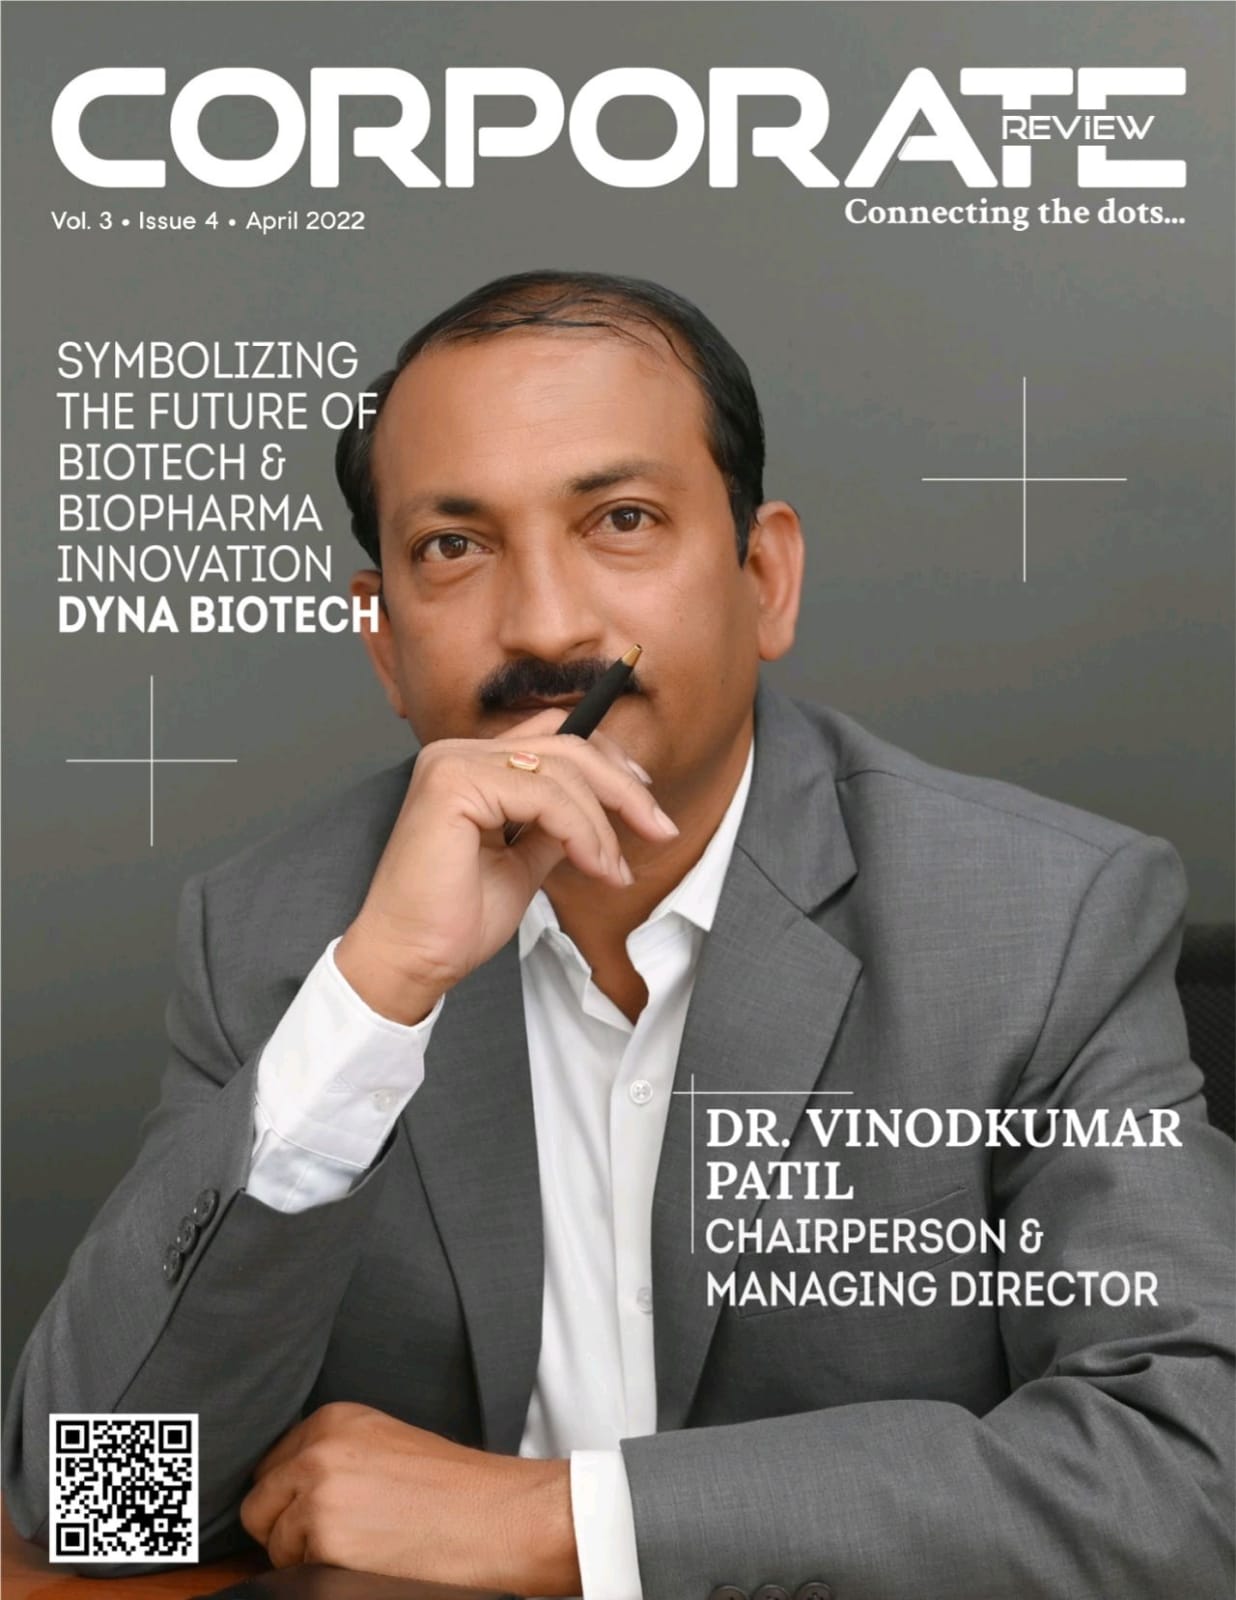 CORPORATE
REVIEW
Vol. 3 • Issue 4 • April 2022
Connecting the dots...
SYMBOLIZING
THE FUTURE OF
BIOTECH &
BIOPHARMA
INNOVATION
DYNA BIOTECH
DR. VINODKUMAR
PATIL
CHAIRPERSON &
MANAGING DIRECTOR